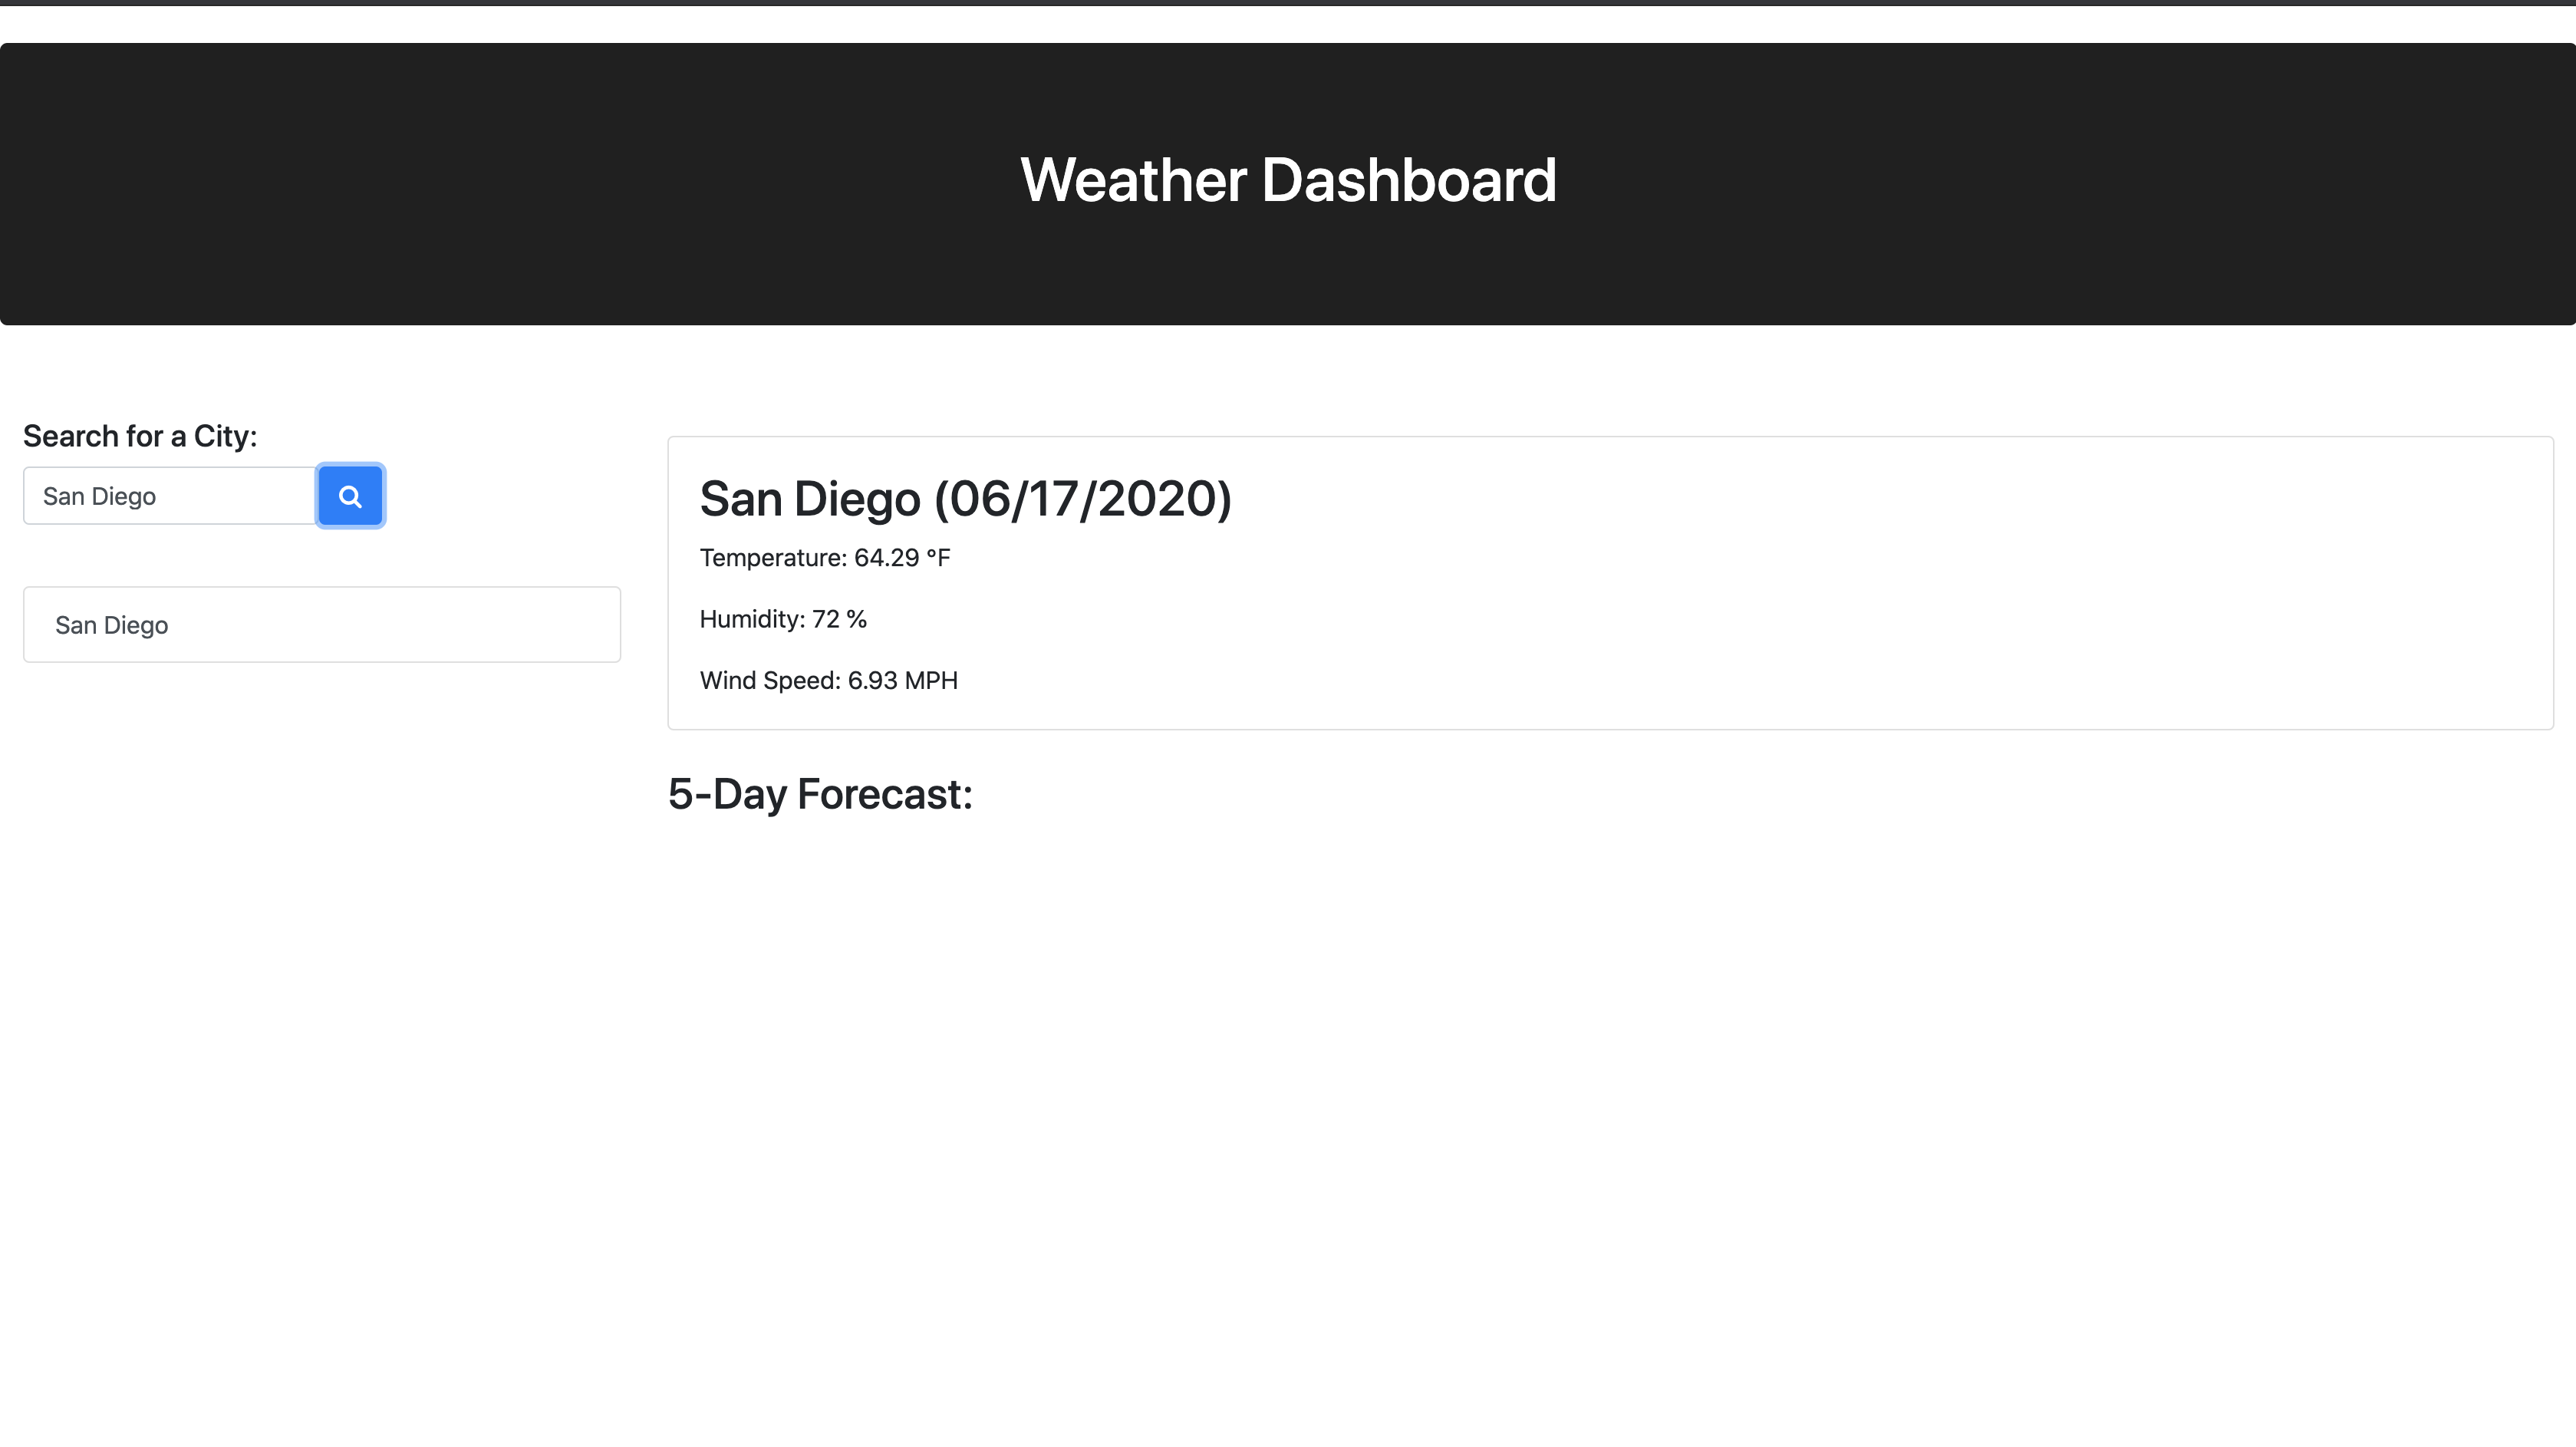 Weather Dashboard
Search for a City:
San Diego
San Diego
San Diego (06/17/2020)
Temperature: 64.29 °F
Humidity: 72 %
Wind Speed: 6.93 MPH
5-Day Forecast: